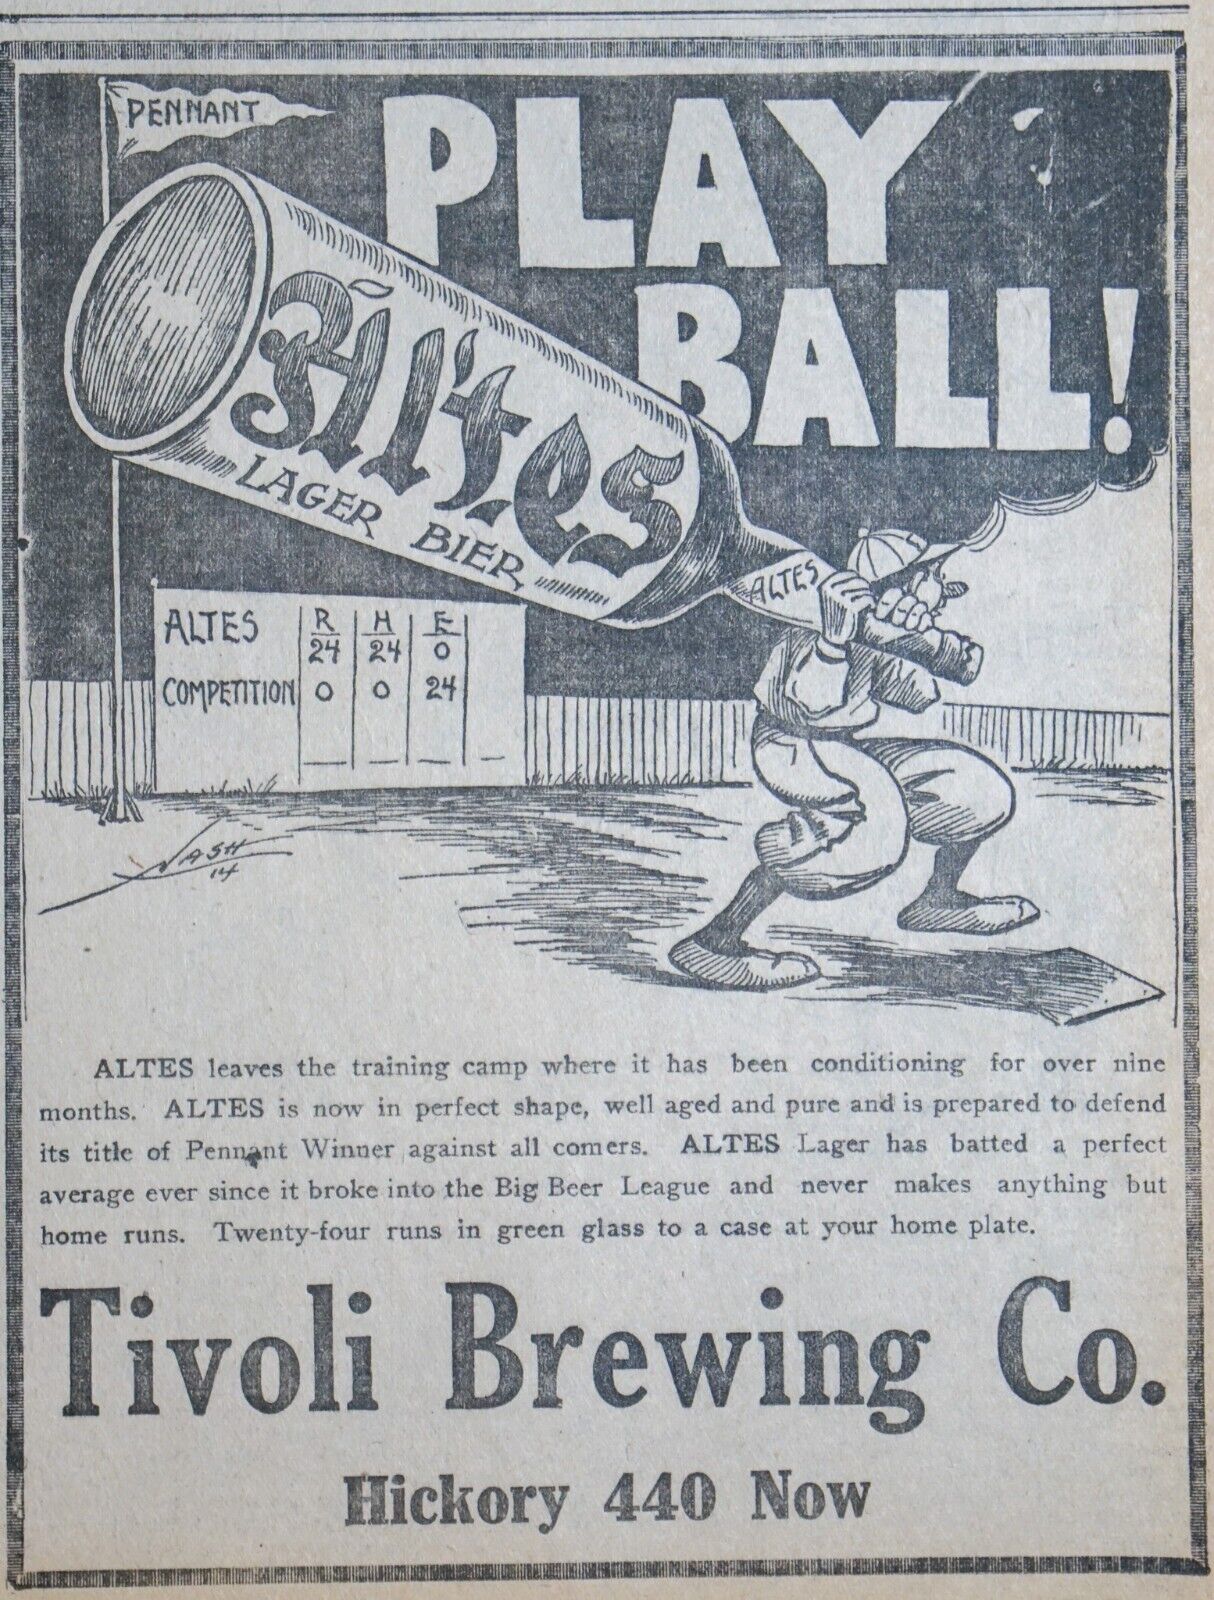 PENNANT
PLAY
BALL!
Altes
LAGER BIER
ALTES
ALTES R H E
24 24 0
COMPETITION 0 0 24
NASH
14
ALTES leaves the training camp where it has been conditioning for over nine
months. ALTES is now in perfect shape, well aged and pure and is prepared to defend
its title of Pennant Winner against all comers. ALTES Lager has batted a perfect
average ever since it broke into the Big Beer League and never makes anything but
home runs. Twenty-four runs in green glass to a case at your home plate.
Tivoli Brewing Co.
Hickory 440 Now